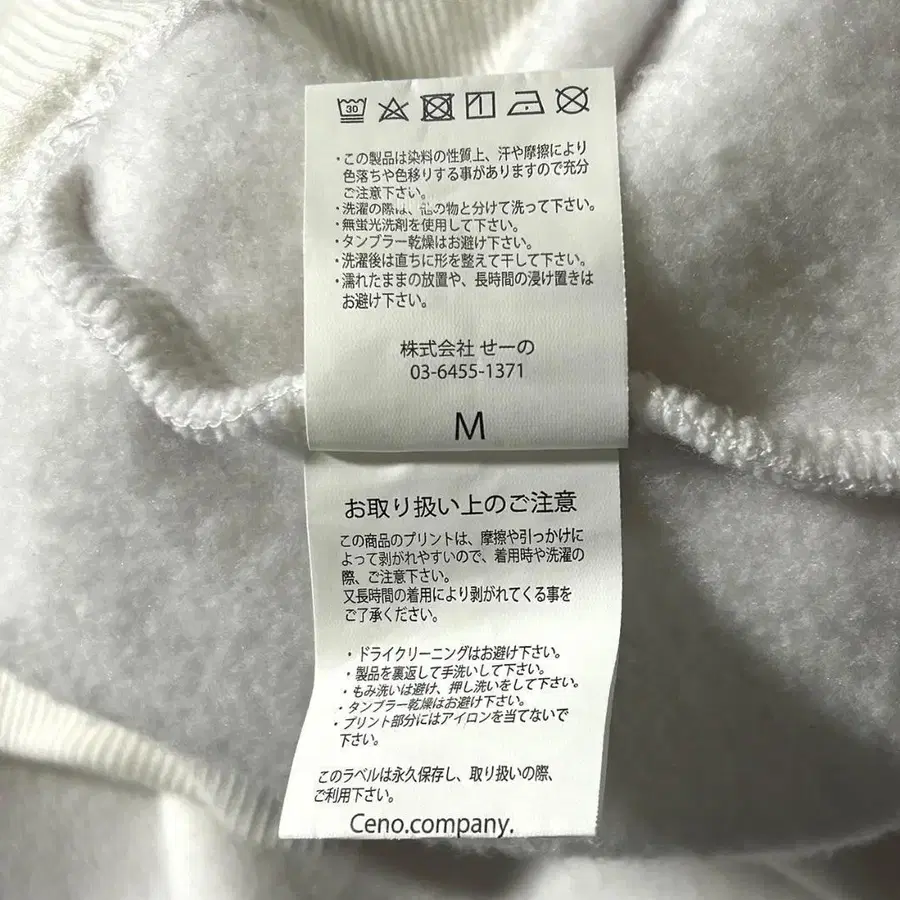 30
・この製品は染料の性質上、汗や摩擦により
色落ちや色移りする事がありますので充分
ご注意下さい。
・洗濯の際は、他の物と分けて洗って下さい。
・無蛍光洗剤を使用して下さい。
・タンブラー乾燥はお避け下さい。
・洗濯後は直ちに形を整えて干して下さい。
・濡れたままの放置や、長時間の浸け置きは
お避け下さい。
株式会社 せーの
03-6455-1371
M
お取り扱い上のご注意
この商品のプリントは、摩擦や引っかけに
よって剥がれやすいので、着用時や洗濯の
際、ご注意下さい。
又長時間の着用により剥がれてくる事を
ご了承ください。
・ドライクリーニングはお避け下さい。
・製品を裏返して手洗いして下さい。
・もみ洗いは避け、押し洗いをして下さい。
・タンブラー乾燥はお避け下さい。
・プリント部分にはアイロンを当てないで
下さい。
このラベルは永久保存し、取り扱いの際、
ご利用下さい。
Ceno.company.